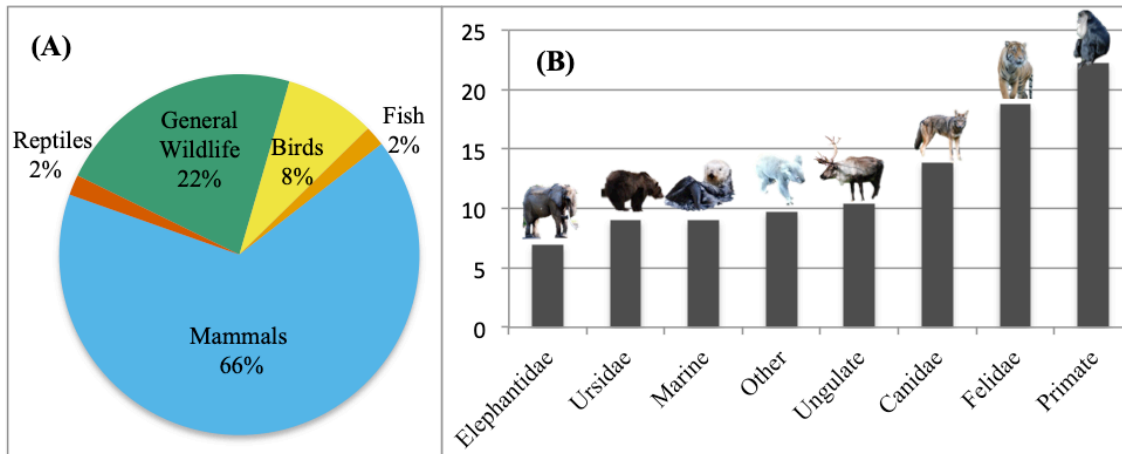 (A)
General
Wildlife
22%
Birds
8%
Fish
2%
Reptiles
2%
Mammals
66%
(B)
25
20
15
10
5
0
Elephantidae
Ursidae
Marine
Other
Ungulate
Canidae
Felidae
Primate